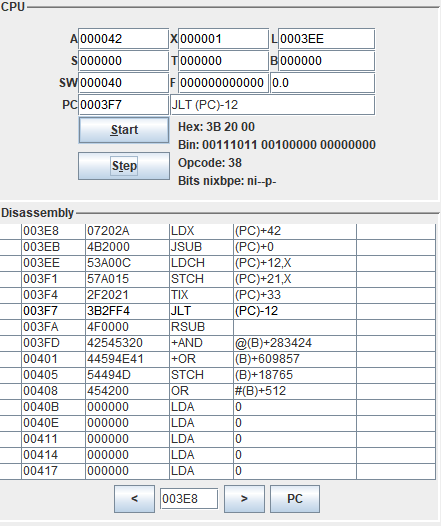 CPU
A 000042 X 000001 L 0003EE
S 000000 T 000000 B 000000
SW 000040 F 000000000000 0.0
PC 0003F7 JLT (PC)-12
Start Hex: 3B 20 00
Bin: 00111011 00100000 00000000
Step Opcode: 38
Bits nixbpe: ni--p-
Disassembly
003E8 07202A LDX (PC)+42
003EB 4B2000 JSUB (PC)+0
003EE 53A00C LDCH (PC)+12,X
003F1 57A015 STCH (PC)+21,X
003F4 2F2021 TIX (PC)+33
003F7 3B2FF4 JLT (PC)-12
003FA 4F0000 RSUB
003FD 42545320 +AND @(B)+283424
00401 44594E41 +OR (B)+609857
00405 54494D STCH (B)+18765
00408 454200 OR #(B)+512
0040B 000000 LDA 0
0040E 000000 LDA 0
00411 000000 LDA 0
00414 000000 LDA 0
00417 000000 LDA 0
< 003E8 > PC